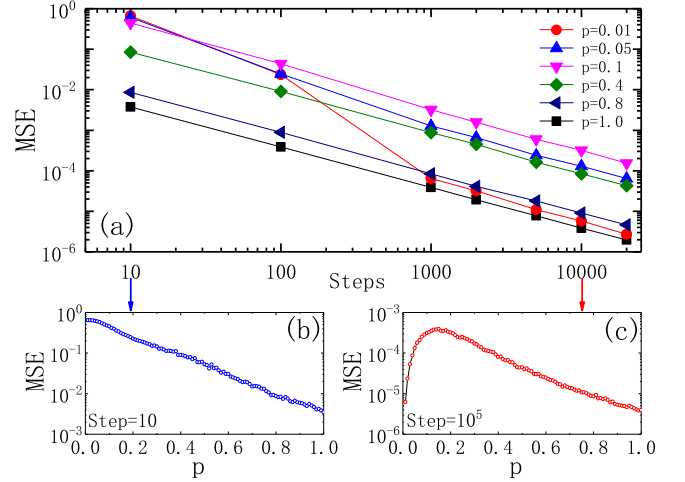 10^0
10^-2
10^-4
10^-6
MSE
(a)
p=0.01
p=0.05
p=0.1
p=0.4
p=0.8
p=1.0
10 100 1000 10000
Steps
10^0
10^-1
10^-2
10^-3
MSE
(b)
Step=10
0.0 0.2 0.4 0.6 0.8 1.0
p
10^-3
10^-4
10^-5
10^-6
MSE
(c)
Step=10^5
0.0 0.2 0.4 0.6 0.8 1.0
p